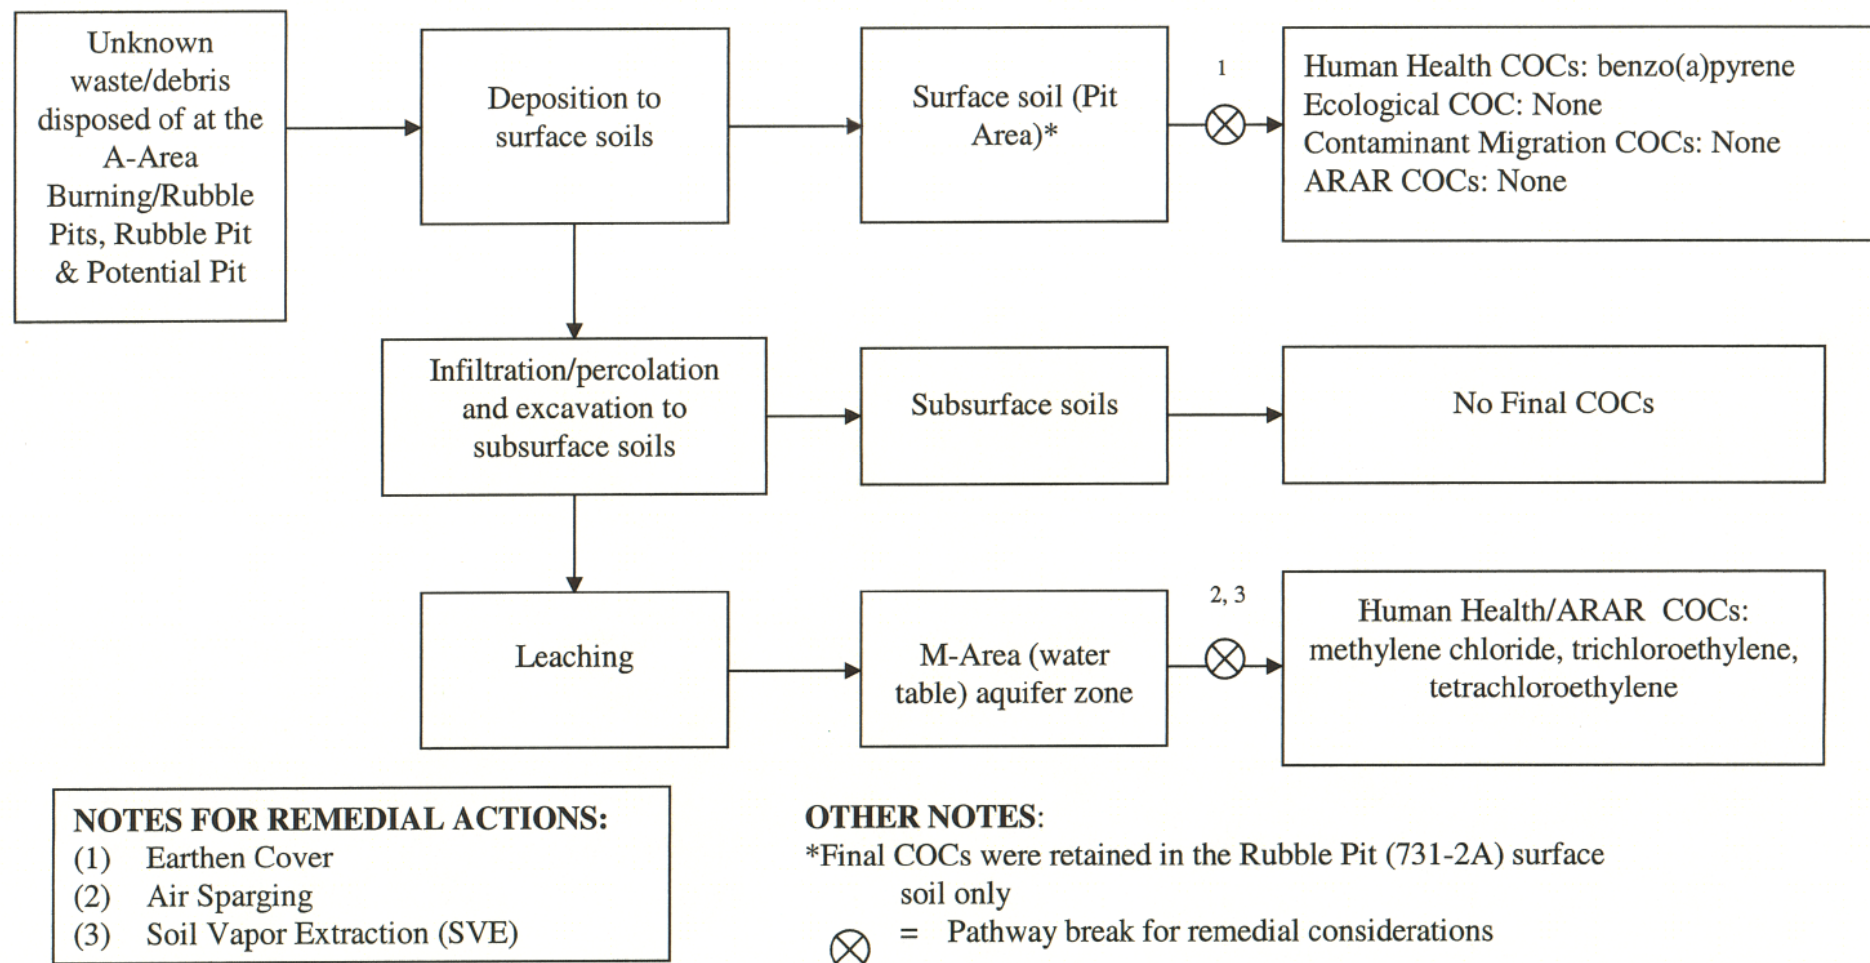 Unknown
waste/debris
disposed of at the
A-Area
Burning/Rubble
Pits, Rubble Pit
& Potential Pit
Deposition to
surface soils
Surface soil (Pit
Area)*
1
Human Health COCs: benzo(a)pyrene
Ecological COC: None
Contaminant Migration COCs: None
ARAR COCs: None
Infiltration/percolation
and excavation to
subsurface soils
Subsurface soils
No Final COCs
Leaching
M-Area (water
table) aquifer zone
2, 3
Human Health/ARAR COCs:
methylene chloride, trichloroethylene,
tetrachloroethylene
NOTES FOR REMEDIAL ACTIONS:
(1) Earthen Cover
(2) Air Sparging
(3) Soil Vapor Extraction (SVE)
OTHER NOTES:
*Final COCs were retained in the Rubble Pit (731-2A) surface
soil only
= Pathway break for remedial considerations